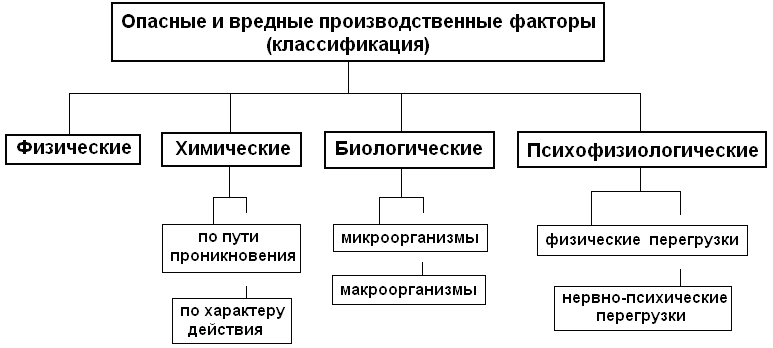 Опасные и вредные производственные факторы
(классификация)
Физические
Химические
Биологические
Психофизиологические
по пути
проникновения
микроорганизмы
физические перегрузки
по характеру
действия
макроорганизмы
нервно-психические
перегрузки